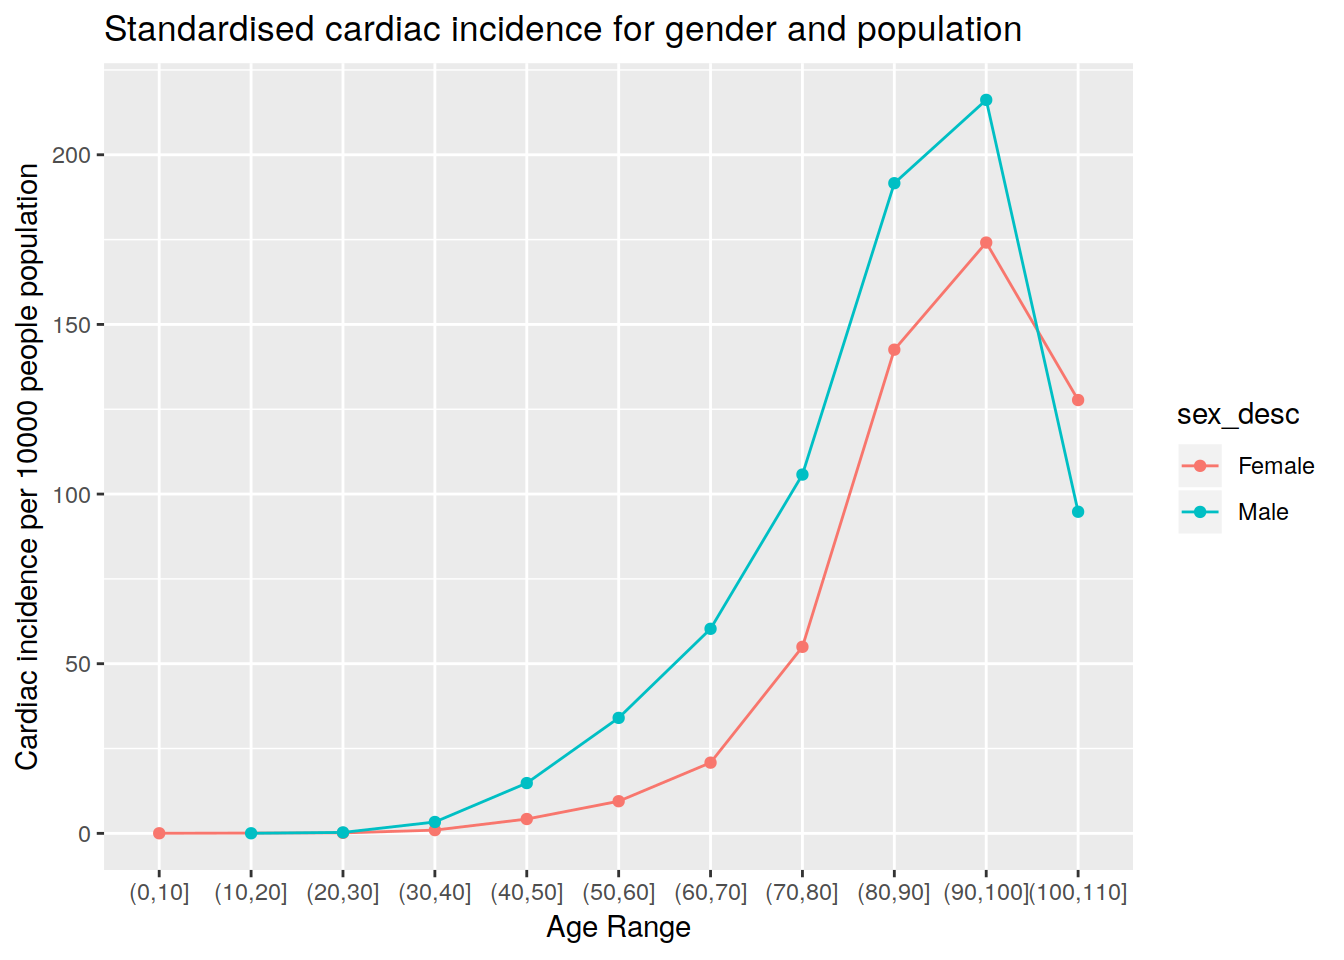 Standardised cardiac incidence for gender and population
Cardiac incidence per 10000 people population
200
150
100
50
0
(0,10] (10,20] (20,30] (30,40] (40,50] (50,60] (60,70] (70,80] (80,90] (90,100] (100,110]
Age Range
sex_desc
Female
Male